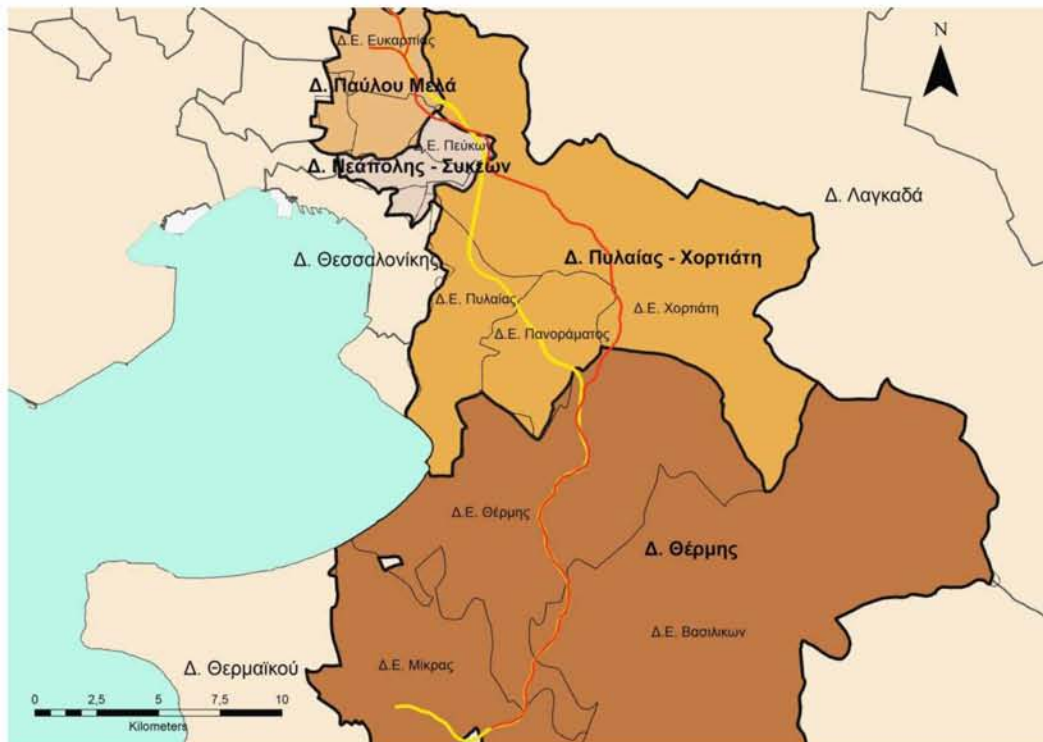 N
Δ.Ε. Ευκαρπίας
Δ. Παύλου Μελά
Δ.Ε. Πεύκων
Δ. Νεάπολης - Συκεών
Δ. Λαγκαδά
Δ. Θεσσαλονίκης
Δ. Πυλαίας - Χορτιάτη
Δ.Ε. Πυλαίας
Δ.Ε. Χορτιάτη
Δ.Ε. Πανοράματος
Δ.Ε. Θέρμης
Δ. Θέρμης
Δ.Ε. Βασιλικων
Δ.Ε. Μίκρας
Δ. Θερμαϊκού
0 2,5 5 7,5 10
Kilometers